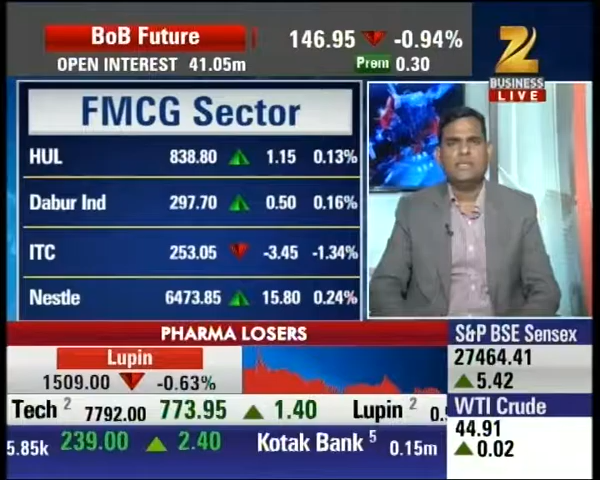 BoB Future
146.95 -0.94%
OPEN INTEREST 41.05m
Prem 0.30
Z
BUSINESS
LIVE
FMCG Sector
HUL 838.80 1.15 0.13%
Dabur Ind 297.70 0.50 0.16%
ITC 253.05 -3.45 -1.34%
Nestle 6473.85 15.80 0.24%
PHARMA LOSERS
Lupin
1509.00 -0.63%
S&P BSE Sensex
27464.41
5.42
WTI Crude
44.91
0.02
Tech 2 7792.00 773.95 1.40 Lupin 2
5.85k 239.00 2.40 Kotak Bank 5 0.15m